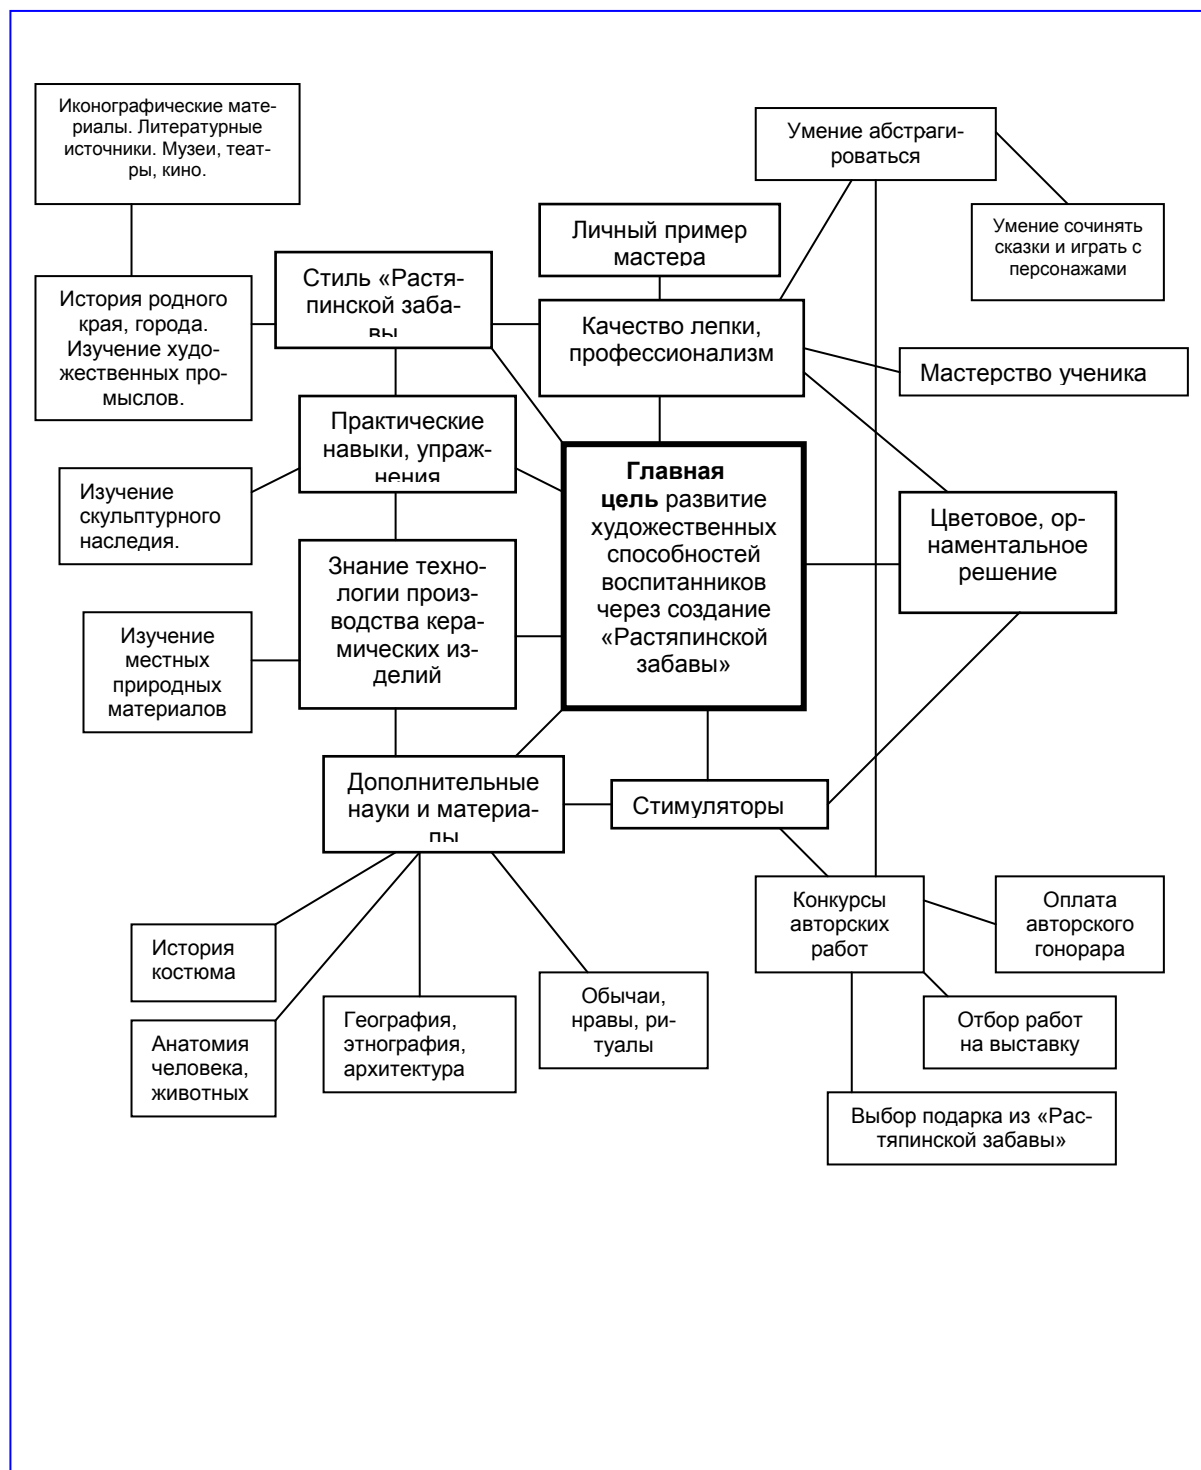 Иконографические мате-
риалы. Литературные
источники. Музеи, теат-
ры, кино.
Умение абстраги-
роваться
Личный пример
мастера
Умение сочинять
сказки и играть с
персонажами
Стиль «Растя-
пинской заба-
вы
История родного
края, города.
Изучение худо-
жественных про-
мыслов.
Качество лепки,
профессионализм
Мастерство ученика
Практические
навыки, упраж-
нения
Изучение
скульптурного
наследия.
Главная
цель развитие
художественных
способностей
воспитанников
через создание
«Растяпинской
забавы»
Цветовое, ор-
наментальное
решение
Знание техно-
логии произ-
водства кера-
мических из-
делий
Изучение
местных
природных
материалов
Дополнительные
науки и материа-
лы
Стимуляторы
Конкурсы
авторских
работ
Оплата
авторского
гонорара
История
костюма
Обычаи,
нравы, ри-
туалы
География,
этнография,
архитектура
Отбор работ
на выставку
Анатомия
человека,
животных
Выбор подарка из «Рас-
тяпинской забавы»